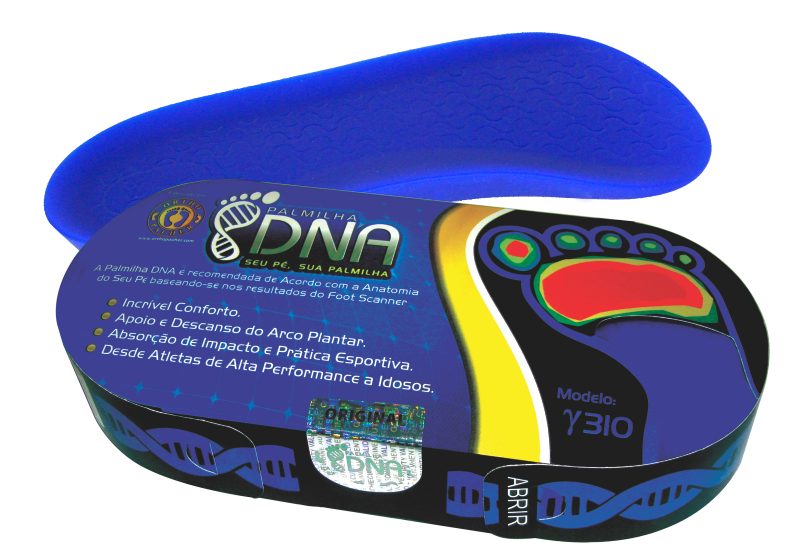 PALMILHA
DNA
SEU PÉ, SUA PALMILHA
A Palmilha DNA é recomendada de Acordo com a Anatomia
do Seu Pé baseando-se nos resultados do Foot Scanner
Incrível Conforto.
Apoio e Descanso do Arco Plantar.
Absorção de Impacto e Prática Esportiva.
Desde Atletas de Alta Performance a Idosos.
Modelo:
γ310
ORIGINAL
DNA
ABRIR